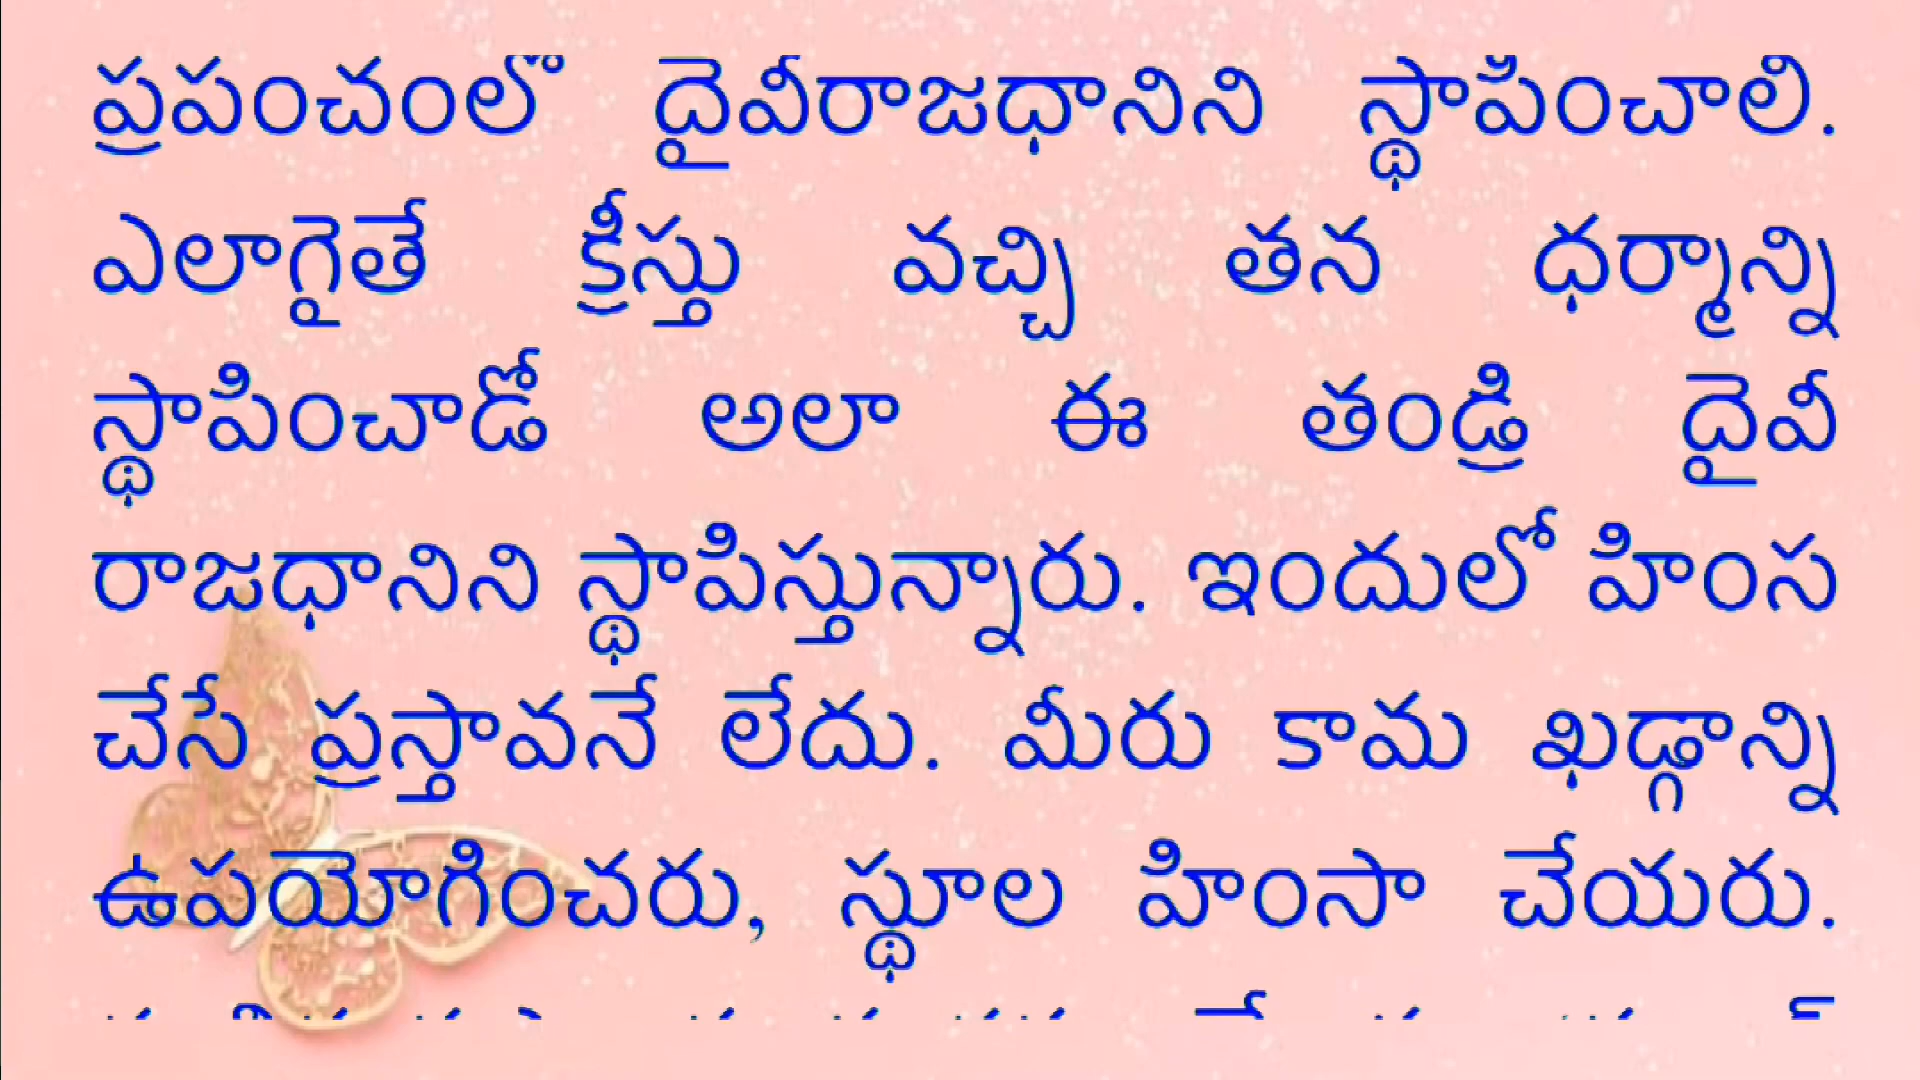 ప్రపంచంలో దైవీరాజధానిని స్థాపించాలి.
ఎలాగైతే క్రీస్తు వచ్చి తన ధర్మాన్ని
స్థాపించాడో అలా ఈ తండ్రి దైవీ
రాజధానిని స్థాపిస్తున్నారు. ఇందులో హింస
చేసే ప్రస్తావనే లేదు. మీరు కామ ఖడ్గాన్ని
ఉపయోగించరు, స్థూల హింసా చేయరు.